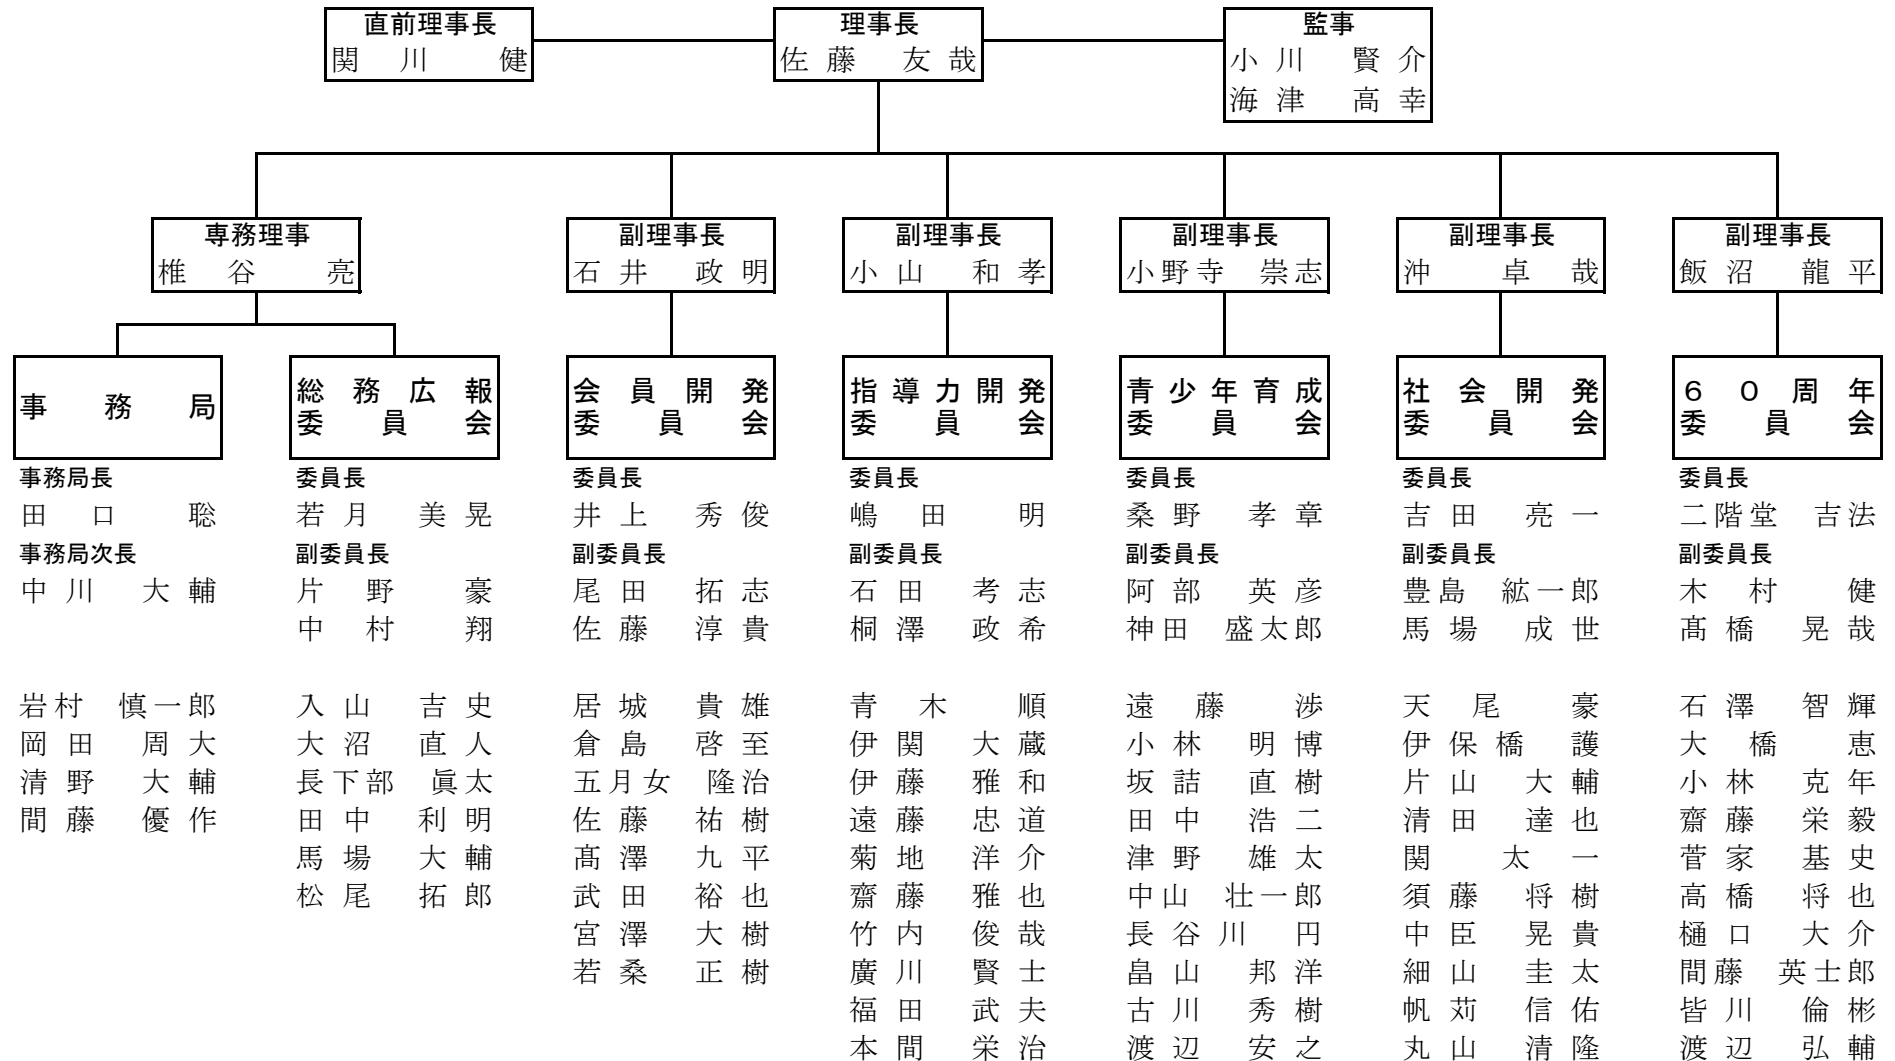 直前理事長
関川 健
理事長
佐藤 友哉
監事
小川 賢介
海津 高幸
専務理事
椎谷 亮
副理事長
石井 政明
副理事長
小山 和孝
副理事長
小野寺 崇志
副理事長
沖 卓哉
副理事長
飯沼 龍平
事務局
事務局長
田口 聡
事務局次長
中川 大輔
岩村 慎一郎
岡田 周大
清野 大輔
間藤 優作
総務広報
委員会
委員長
若月 美晃
副委員長
片野 豪
中村 翔
入山 吉史
大沼 直人
長下部 眞太
田中 利明
馬場 大輔
松尾 拓郎
会員開発
委員会
委員長
井上 秀俊
副委員長
尾田 拓志
佐藤 淳貴
居城 貴雄
倉島 啓至
五月女 隆治
佐藤 祐樹
髙澤 九平
武田 裕也
宮澤 大樹
若桑 正樹
指導力開発
委員会
委員長
嶋田 明
副委員長
石田 考志
桐澤 政希
青木 順
伊関 大蔵
伊藤 雅和
遠藤 忠道
菊地 洋介
齋藤 雅也
竹内 俊哉
廣川 賢士
福田 武夫
本間 栄治
青少年育成
委員会
委員長
桑野 孝章
副委員長
阿部 英彦
神田 盛太郎
遠藤 渉
小林 明博
坂詰 直樹
田中 浩二
津野 雄太
中山 壮一郎
長谷川 円
畠山 邦洋
古川 秀樹
渡辺 安之
社会開発
委員会
委員長
吉田 亮一
副委員長
豊島 紘一郎
馬場 成世
天尾 豪
伊保橋 護
片山 大輔
清田 達也
関 太一
須藤 将樹
中臣 晃貴
細山 圭太
帆苅 信佑
丸山 清隆
６０周年
委員会
委員長
二階堂 吉法
副委員長
木村 健
髙橋 晃哉
石澤 智輝
大橋 恵
小林 克年
齋藤 栄毅
菅家 基史
高橋 将也
樋口 大介
間藤 英士郎
皆川 倫彬
渡辺 弘輔